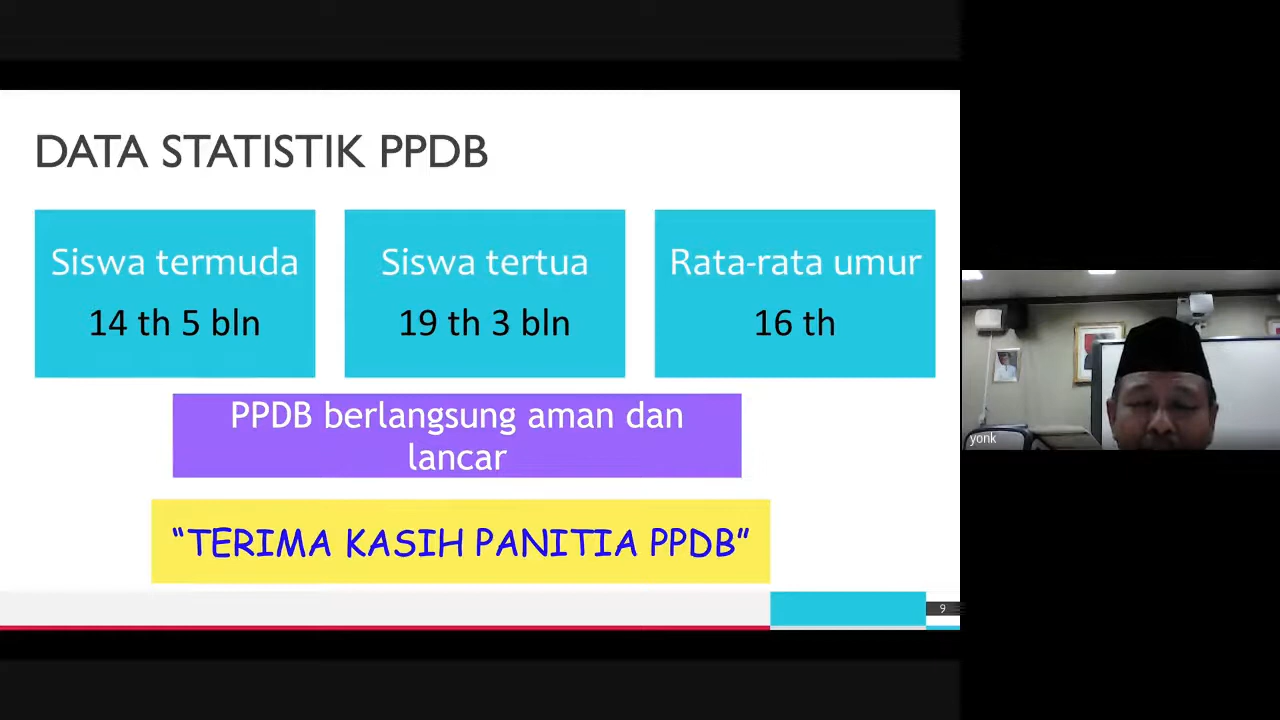 DATA STATISTIK PPDB
Siswa termuda
14 th 5 bln
Siswa tertua
19 th 3 bln
Rata-rata umur
16 th
PPDB berlangsung aman dan
lancar
“TERIMA KASIH PANITIA PPDB”
9
yonk